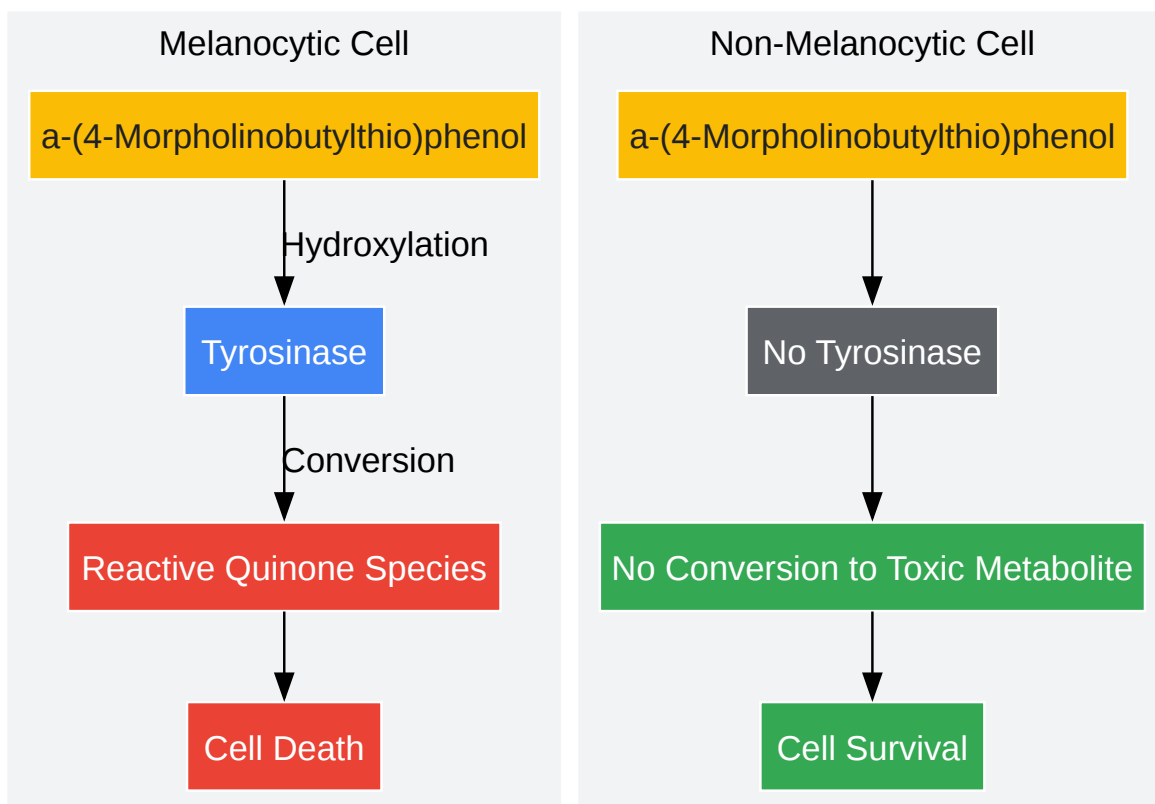 Melanocytic Cell
a-(4-Morpholinobutylthio)phenol
Hydroxylation
Tyrosinase
Conversion
Reactive Quinone Species
Cell Death
Non-Melanocytic Cell
a-(4-Morpholinobutylthio)phenol
No Tyrosinase
No Conversion to Toxic Metabolite
Cell Survival